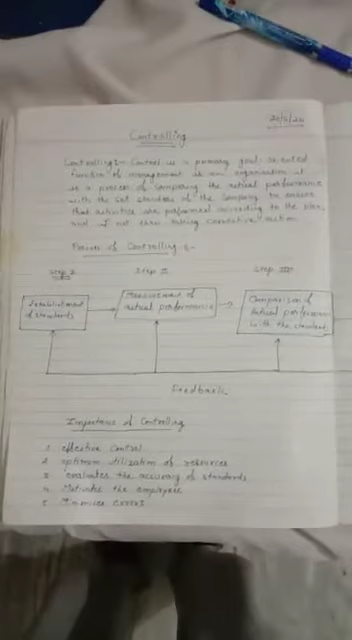 Controlling
Controlling:- Control is a primary goal-oriented
function of management in an organisation. it
is a process of comparing the actual performance
with the set standards of the company to ensure
that activities are performed according to the plan,
and if not then taking corrective action
Process of Controlling :-
Step I Step II Step III
Establishment
of standards
Measurement of
actual performance
Comparison of
actual performance
with the standard
Feedback.
Importance of Controlling
1 effective control
2 optimum utilization of resources
3 evaluates the accuracy of standards
4 Motivates the employees
5 Minimise errors